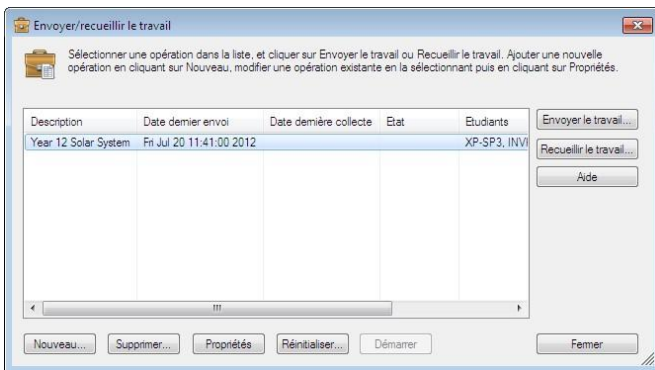 Envoyer/recueillir le travail
Sélectionner une opération dans la liste, et cliquer sur Envoyer le travail ou Recueillir le travail. Ajouter une nouvelle
opération en cliquant sur Nouveau, modifier une opération existante en la sélectionnant puis en cliquant sur Propriétés.
Description Date dernier envoi Date dernière collecte Etat Etudiants
Year 12 Solar System Fri Jul 20 11:41:00 2012 XP-SP3, INVI
Envoyer le travail...
Recueillir le travail...
Aide
Nouveau... Supprimer... Propriétés Réinitialiser... Démarrer Fermer